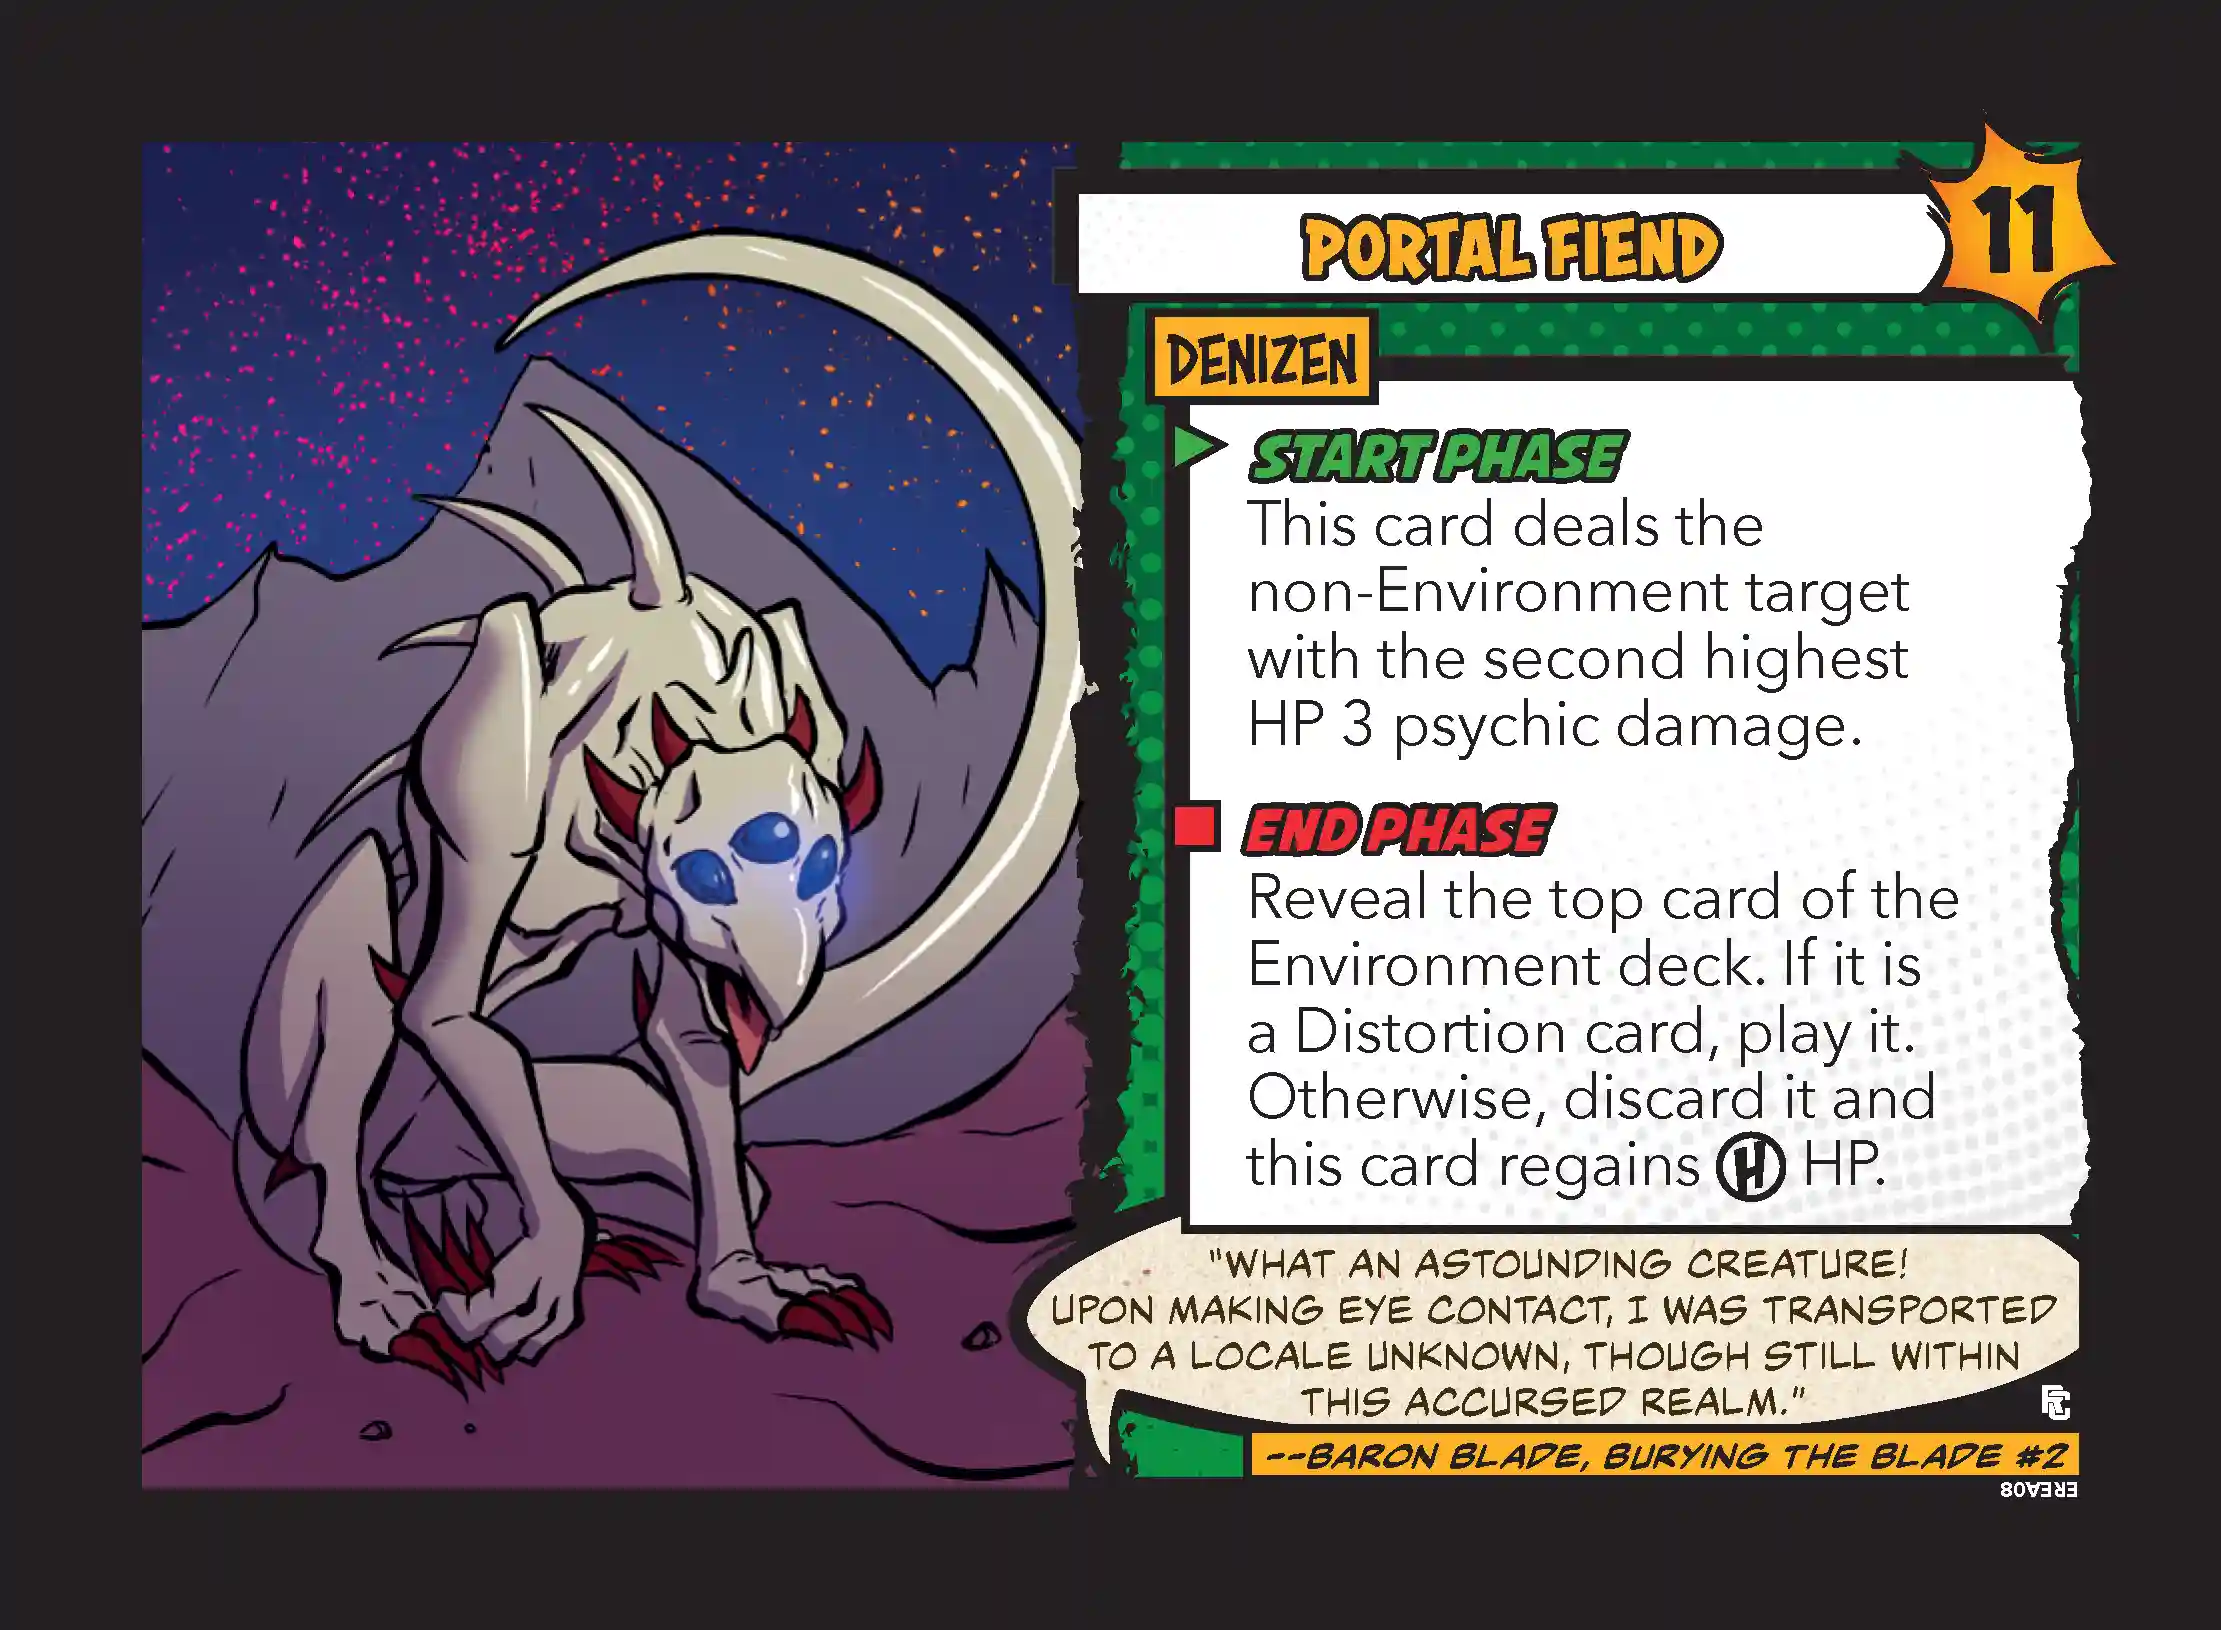 PORTAL FIEND
11
DENIZEN
START PHASE
This card deals the
non-Environment target
with the second highest
HP 3 psychic damage.
END PHASE
Reveal the top card of the
Environment deck. If it is
a Distortion card, play it.
Otherwise, discard it and
this card regains H HP.
"WHAT AN ASTOUNDING CREATURE!
UPON MAKING EYE CONTACT, I WAS TRANSPORTED
TO A LOCALE UNKNOWN, THOUGH STILL WITHIN
THIS ACCURSED REALM."
--BARON BLADE, BURYING THE BLADE #2
EREA08